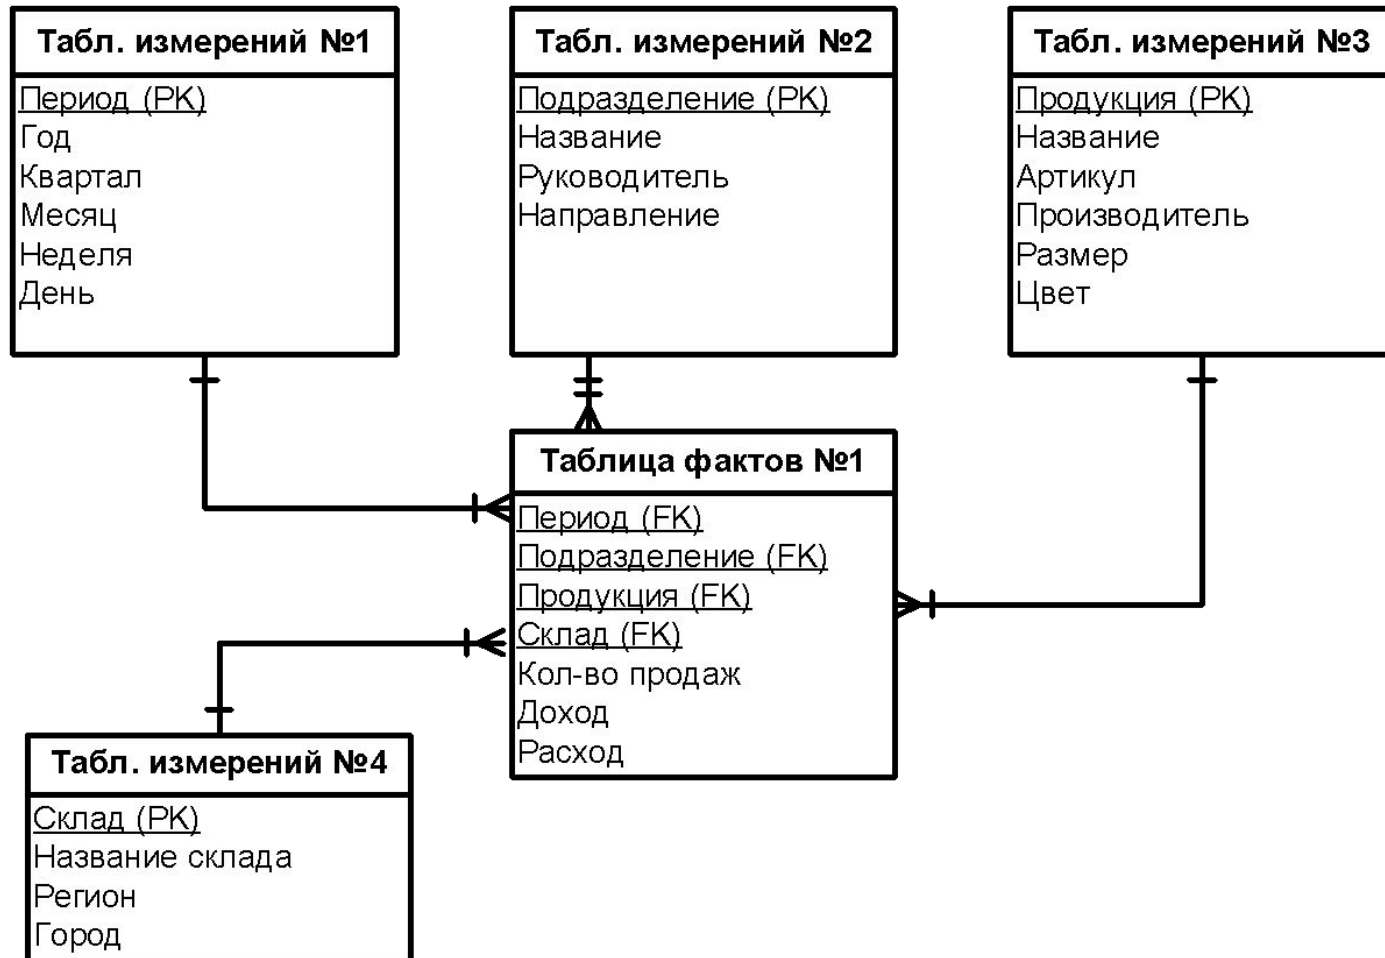 Табл. измерений №1
Период (PK)
Год
Квартал
Месяц
Неделя
День
Табл. измерений №2
Подразделение (PK)
Название
Руководитель
Направление
Табл. измерений №3
Продукция (PK)
Название
Артикул
Производитель
Размер
Цвет
Таблица фактов №1
Период (FK)
Подразделение (FK)
Продукция (FK)
Склад (FK)
Кол-во продаж
Доход
Расход
Табл. измерений №4
Склад (PK)
Название склада
Регион
Город